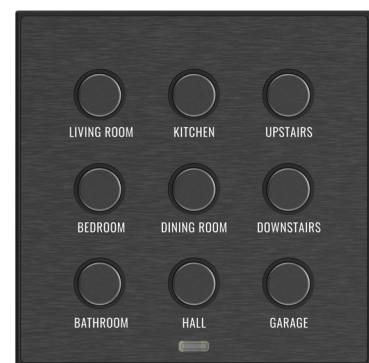 LIVING ROOM KITCHEN UPSTAIRS
BEDROOM DINING ROOM DOWNSTAIRS
BATHROOM HALL GARAGE